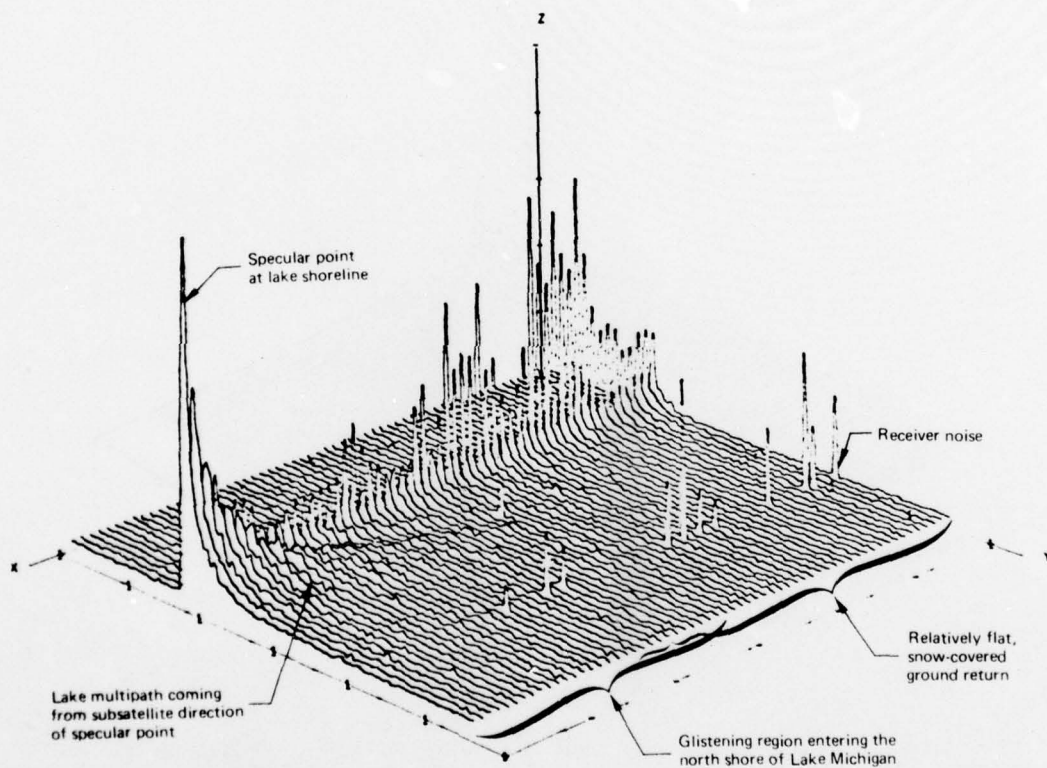 Z
Specular point
at lake shoreline
Receiver noise
X
Relatively flat,
snow-covered
ground return
Lake multipath coming
from subsatellite direction
of specular point
Glistening region entering the
north shore of Lake Michigan